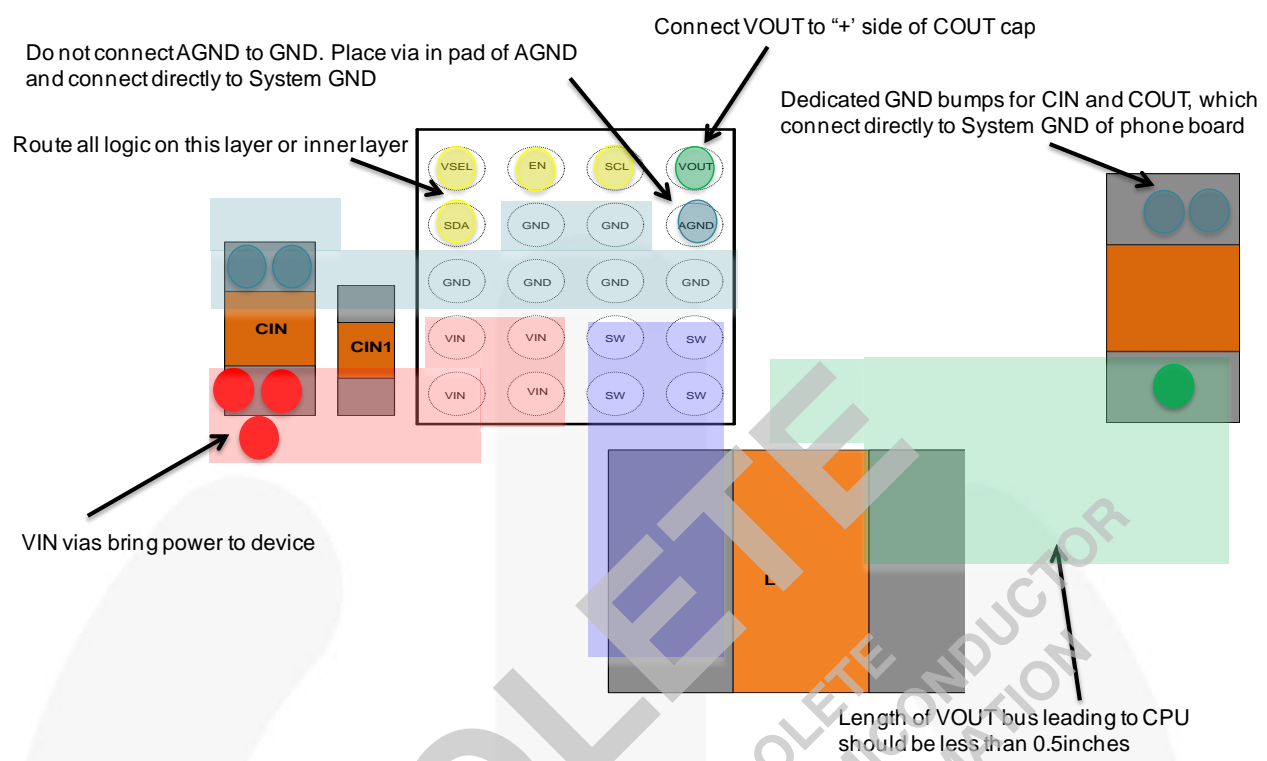 Connect VOUT to “+’ side of COUT cap
Do not connect AGND to GND. Place via in pad of AGND
and connect directly to System GND
Dedicated GND bumps for CIN and COUT, which
connect directly to System GND of phone board
Route all logic on this layer or inner layer
VSEL EN SCL VOUT
SDA GND GND AGND
GND GND GND GND
CIN
CIN1
VIN VIN SW SW
VIN VIN SW SW
VIN vias bring power to device
Length of VOUT bus leading to CPU
should be less than 0.5inches